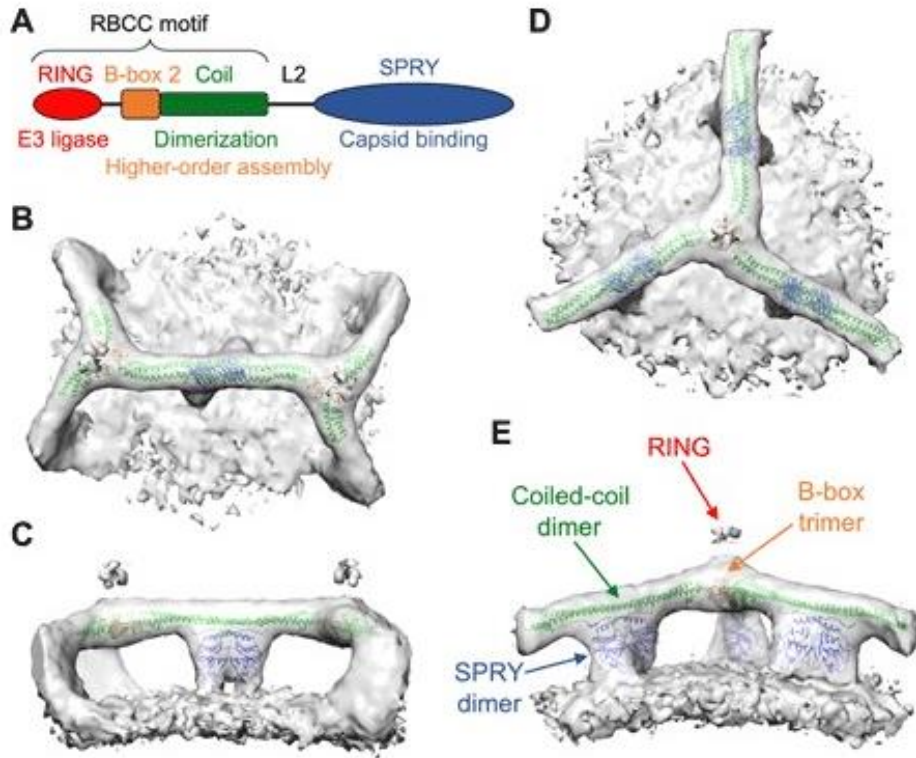 A
RBCC motif
RING B-box 2 Coil L2 SPRY
E3 ligase Dimerization Capsid binding
Higher-order assembly
B
C
D
E
RING
Coiled-coil
dimer
B-box
trimer
SPRY
dimer